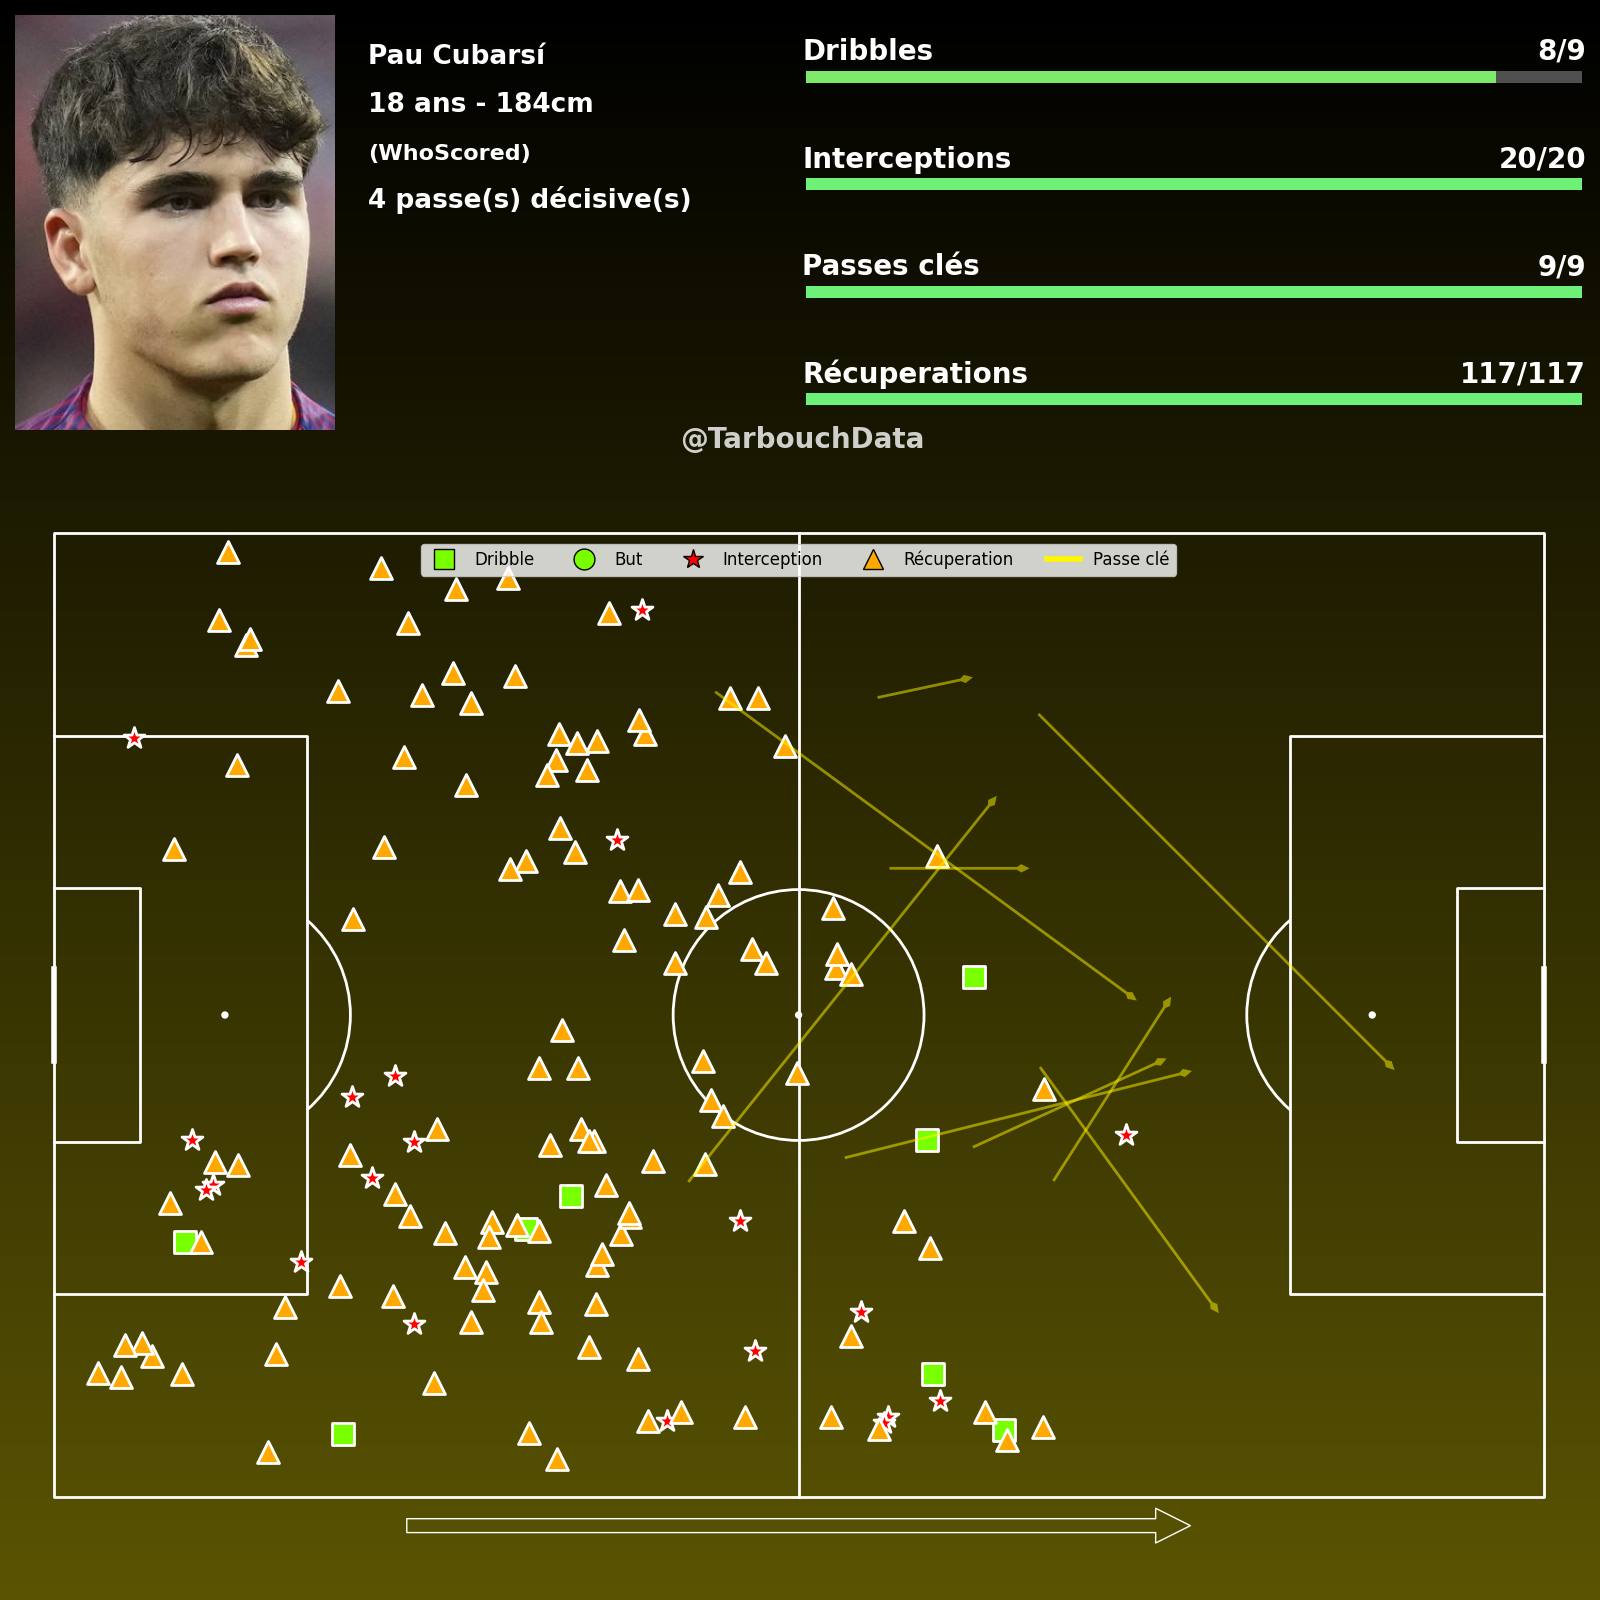 Pau Cubarsí
18 ans - 184cm
(WhoScored)
4 passe(s) décisive(s)
Dribbles 8/9
Interceptions 20/20
Passes clés 9/9
Récuperations 117/117
@TarbouchData
Dribble But Interception Récuperation Passe clé